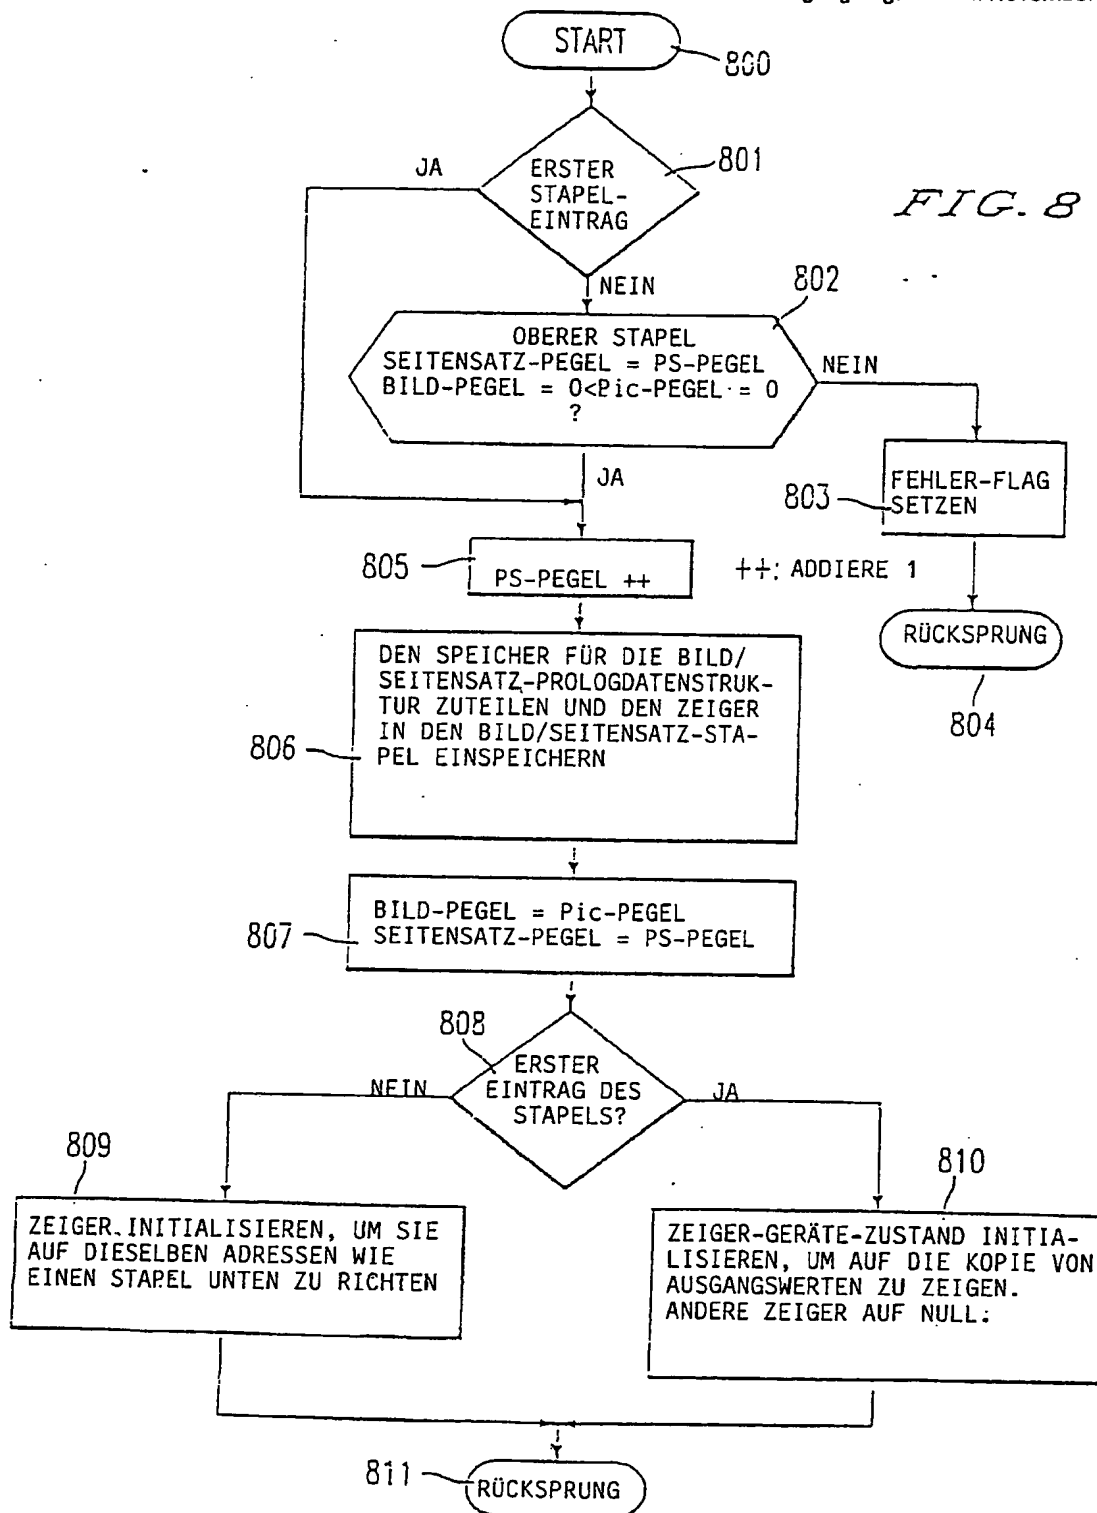 START
800
801
JA
ERSTER
STAPEL-
EINTRAG
FIG. 8
NEIN
802
OBERER STAPEL
SEITENSATZ-PEGEL = PS-PEGEL
BILD-PEGEL = 0<Pic-PEGEL = 0
?
NEIN
JA
803
FEHLER-FLAG
SETZEN
805
PS-PEGEL ++
++: ADDIERE 1
RÜCKSPRUNG
804
806
DEN SPEICHER FÜR DIE BILD/
SEITENSATZ-PROLOGDATENSTRUK-
TUR ZUTEILEN UND DEN ZEIGER
IN DEN BILD/SEITENSATZ-STA-
PEL EINSPEICHERN
807
BILD-PEGEL = Pic-PEGEL
SEITENSATZ-PEGEL = PS-PEGEL
808
ERSTER
EINTRAG DES
STAPELS?
NEIN
JA
809
ZEIGER INITIALISIEREN, UM SIE
AUF DIESELBEN ADRESSEN WIE
EINEN STAPEL UNTEN ZU RICHTEN
810
ZEIGER-GERÄTE-ZUSTAND INITIA-
LISIEREN, UM AUF DIE KOPIE VON
AUSGANGSWERTEN ZU ZEIGEN.
ANDERE ZEIGER AUF NULL.
811
RÜCKSPRUNG